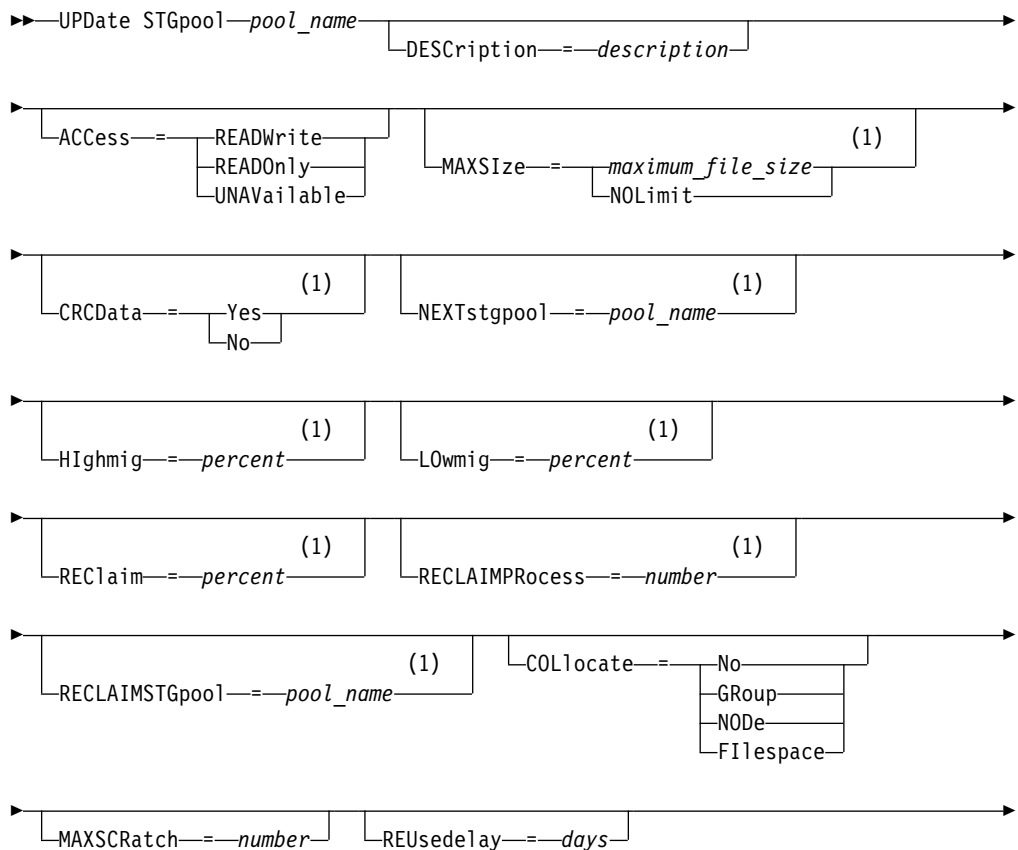 UPDate STGpool pool_name
DESCription = description
ACCess = READWrite
READOnly
UNAVailable
(1)
MAXSIze = maximum_file_size
NOLimit
(1)
CRCData = Yes
No
(1)
NEXTstgpool = pool_name
(1)
HIghmig = percent
(1)
LOwmig = percent
(1)
REClaim = percent
(1)
RECLAIMPRocess = number
(1)
RECLAIMSTGpool = pool_name
COLlocate = No
GRoup
NODe
FIlespace
MAXSCRatch = number
REUsedelay = days